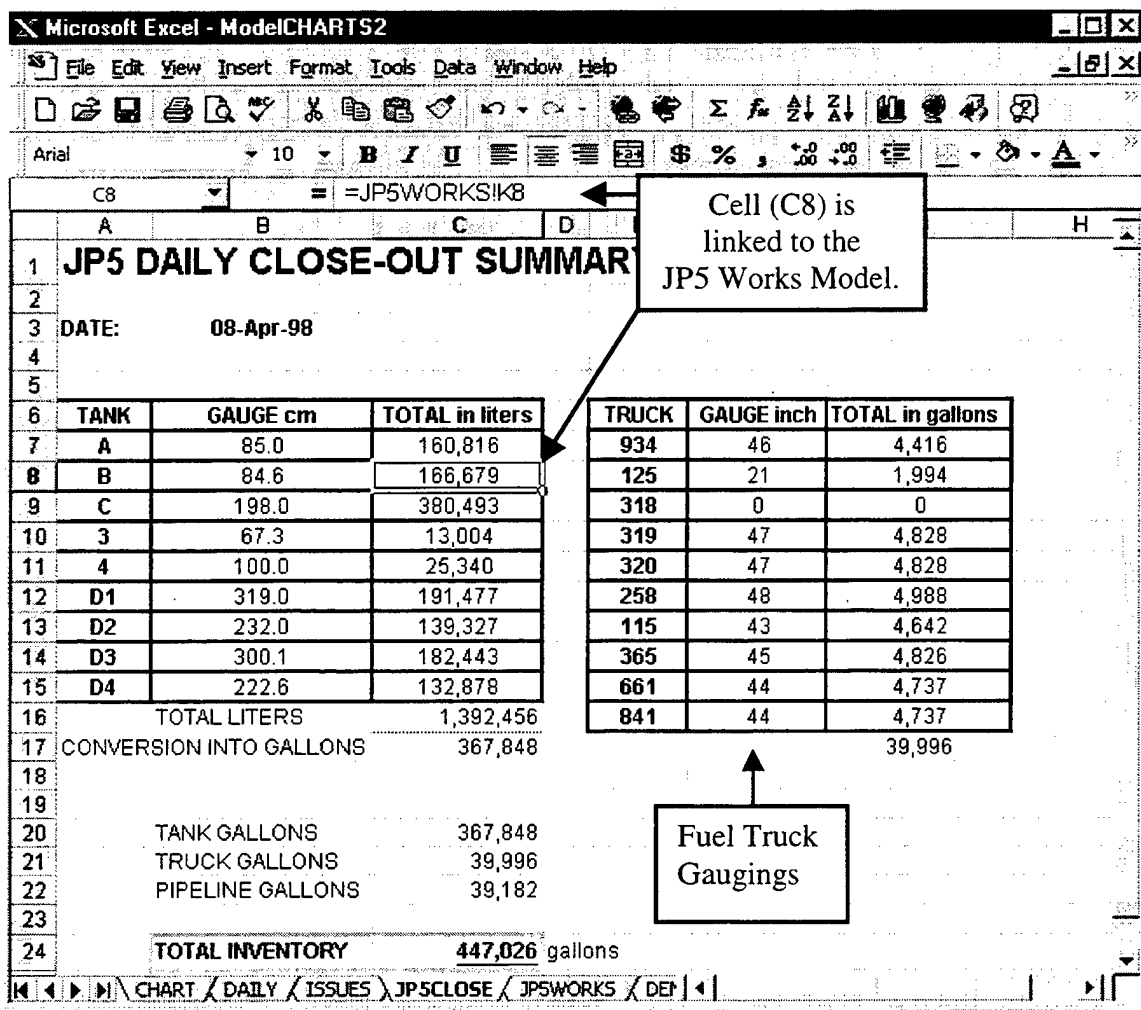 Microsoft Excel - ModelCHARTS2
File Edit View Insert Format Tools Data Window Help
Arial 10 B I U $ % ,
C8 = =JP5WORKS!K8
Cell (C8) is
linked to the
JP5 Works Model.
A B C D H
1 JP5 DAILY CLOSE-OUT SUMMARY
2
3 DATE: 08-Apr-98
4
5
6 TANK GAUGE cm TOTAL in liters TRUCK GAUGE inch TOTAL in gallons
7 A 85.0 160,816 934 46 4,416
8 B 84.6 166,679 125 21 1,994
9 C 198.0 380,493 318 0 0
10 3 67.3 13,004 319 47 4,828
11 4 100.0 25,340 320 47 4,828
12 D1 319.0 191,477 258 48 4,988
13 D2 232.0 139,327 115 43 4,642
14 D3 300.1 182,443 365 45 4,826
15 D4 222.6 132,878 661 44 4,737
16 TOTAL LITERS 1,392,456 841 44 4,737
17 CONVERSION INTO GALLONS 367,848 39,996
18
19
20 TANK GALLONS 367,848
21 TRUCK GALLONS 39,996
22 PIPELINE GALLONS 39,182
23
24 TOTAL INVENTORY 447,026 gallons
Fuel Truck
Gaugings
CHART DAILY ISSUES JP5CLOSE JP5WORKS